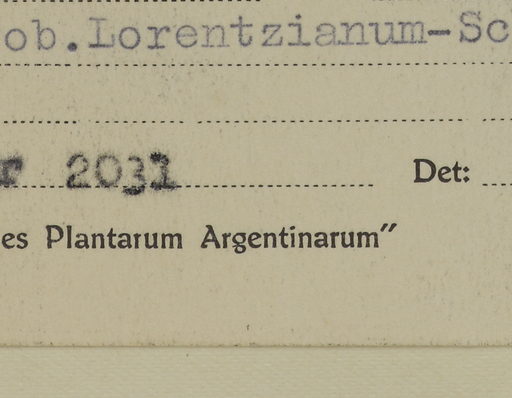 ob.Lorentzianum-Sc
r 2031 Det:
es Plantarum Argentinarum"